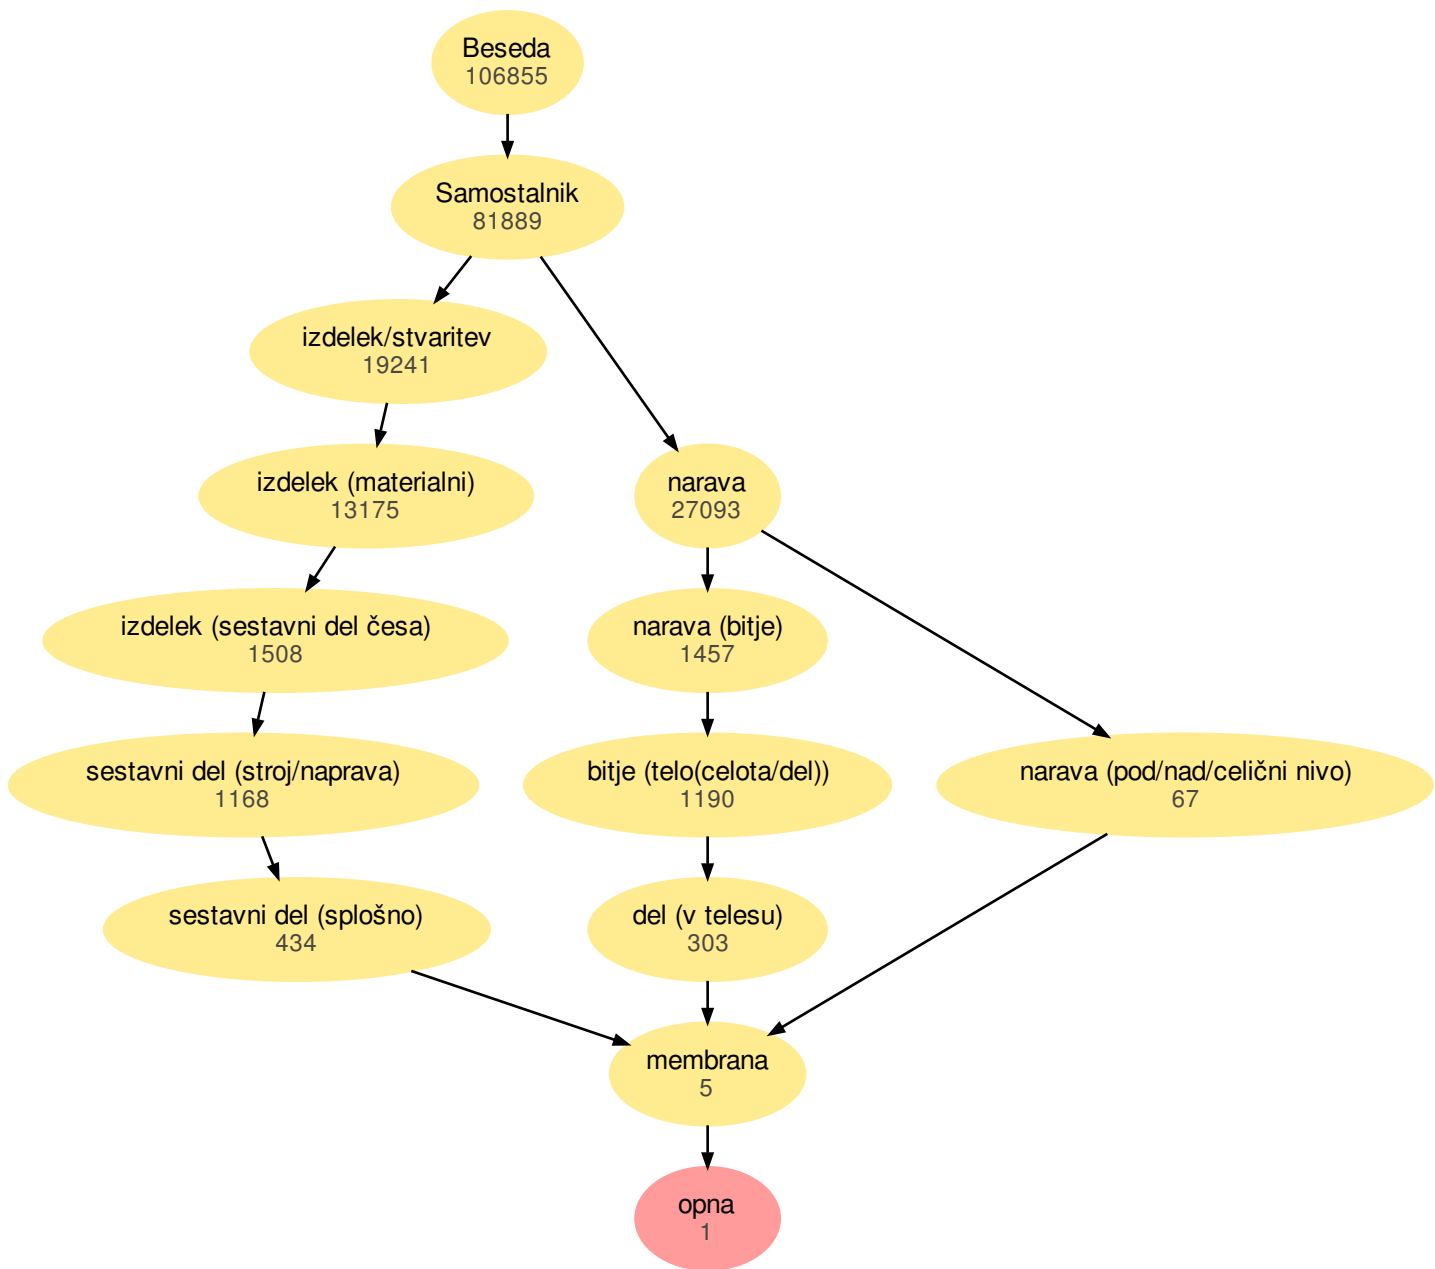 Beseda
106855
Samostalnik
81889
izdelek/stvaritev
19241
izdelek (materialni)
13175
narava
27093
izdelek (sestavni del česa)
1508
narava (bitje)
1457
sestavni del (stroj/naprava)
1168
bitje (telo(celota/del))
1190
narava (pod/nad/celični nivo)
67
sestavni del (splošno)
434
del (v telesu)
303
membrana
5
opna
1